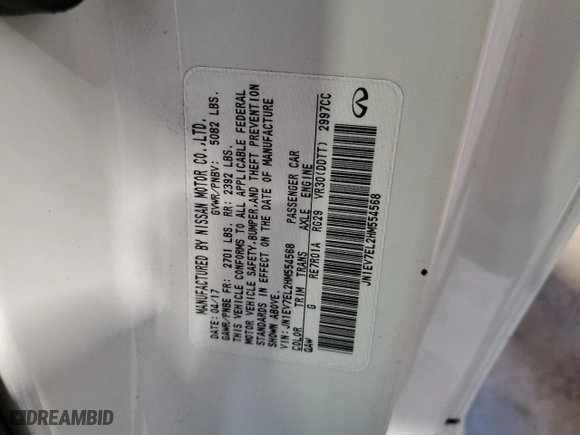 MANUFACTURED BY NISSAN MOTOR CO.,LTD.
DATE: 04/17 GVWR/PNBV: 5082 LBS.
GAWR/PNBE FR: 2701 LBS. RR: 2392 LBS.
THIS VEHICLE CONFORMS TO ALL APPLICABLE FEDERAL
MOTOR VEHICLE SAFETY,BUMPER,AND THEFT PREVENTION
STANDARDS IN EFFECT ON THE DATE OF MANUFACTURE
SHOWN ABOVE.
VIN: JN1EV7EL2HM554568 PASSENGER CAR
COLOR TRIM TRANS AXLE ENGINE
QAW G RE7R01A RG29 VR30(DDTT) 2997CC
JN1EV7EL2HM554568
DREAMBID